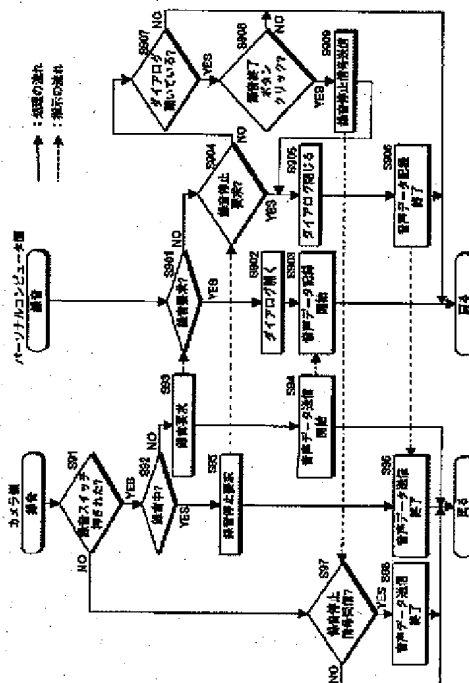 → :処理の流れ
┄→ :指示の流れ
カメラ側
録音
S91
録音スイッチ
押された?
NO
YES
S92
録音中?
NO
YES
S93
録音要求
S95
録音停止要求
S94
音声データ送信
開始
S96
音声データ送信
終了
S97
録音停止
信号受信?
NO
YES
S98
音声データ送信
終了
戻る
パーソナルコンピュータ側
録音
S901
録音要求?
NO
YES
S902
ダイアログ開く
S903
音声データ記録
開始
S904
録音停止
要求?
NO
YES
S905
ダイアログ閉じる
S906
音声データ記録
終了
S907
ダイアログ
開いている?
NO
YES
S908
録音終了
ボタン
クリック?
NO
YES
S909
録音停止信号送信
戻る